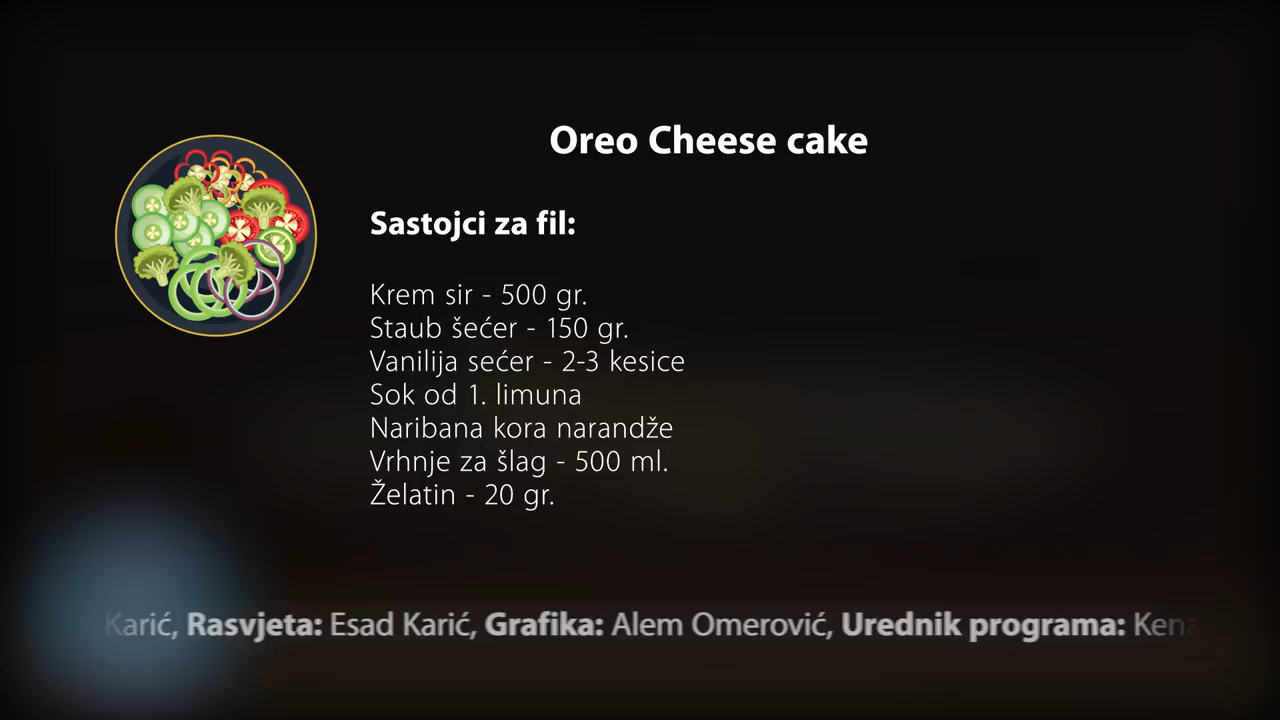 Oreo Cheese cake
Sastojci za fil:
Krem sir - 500 gr.
Staub šećer - 150 gr.
Vanilija sećer - 2-3 kesice
Sok od 1. limuna
Naribana kora narandže
Vrhnje za šlag - 500 ml.
Želatin - 20 gr.
Karić, Rasvjeta: Esad Karić, Grafika: Alem Omerović, Urednik programa: